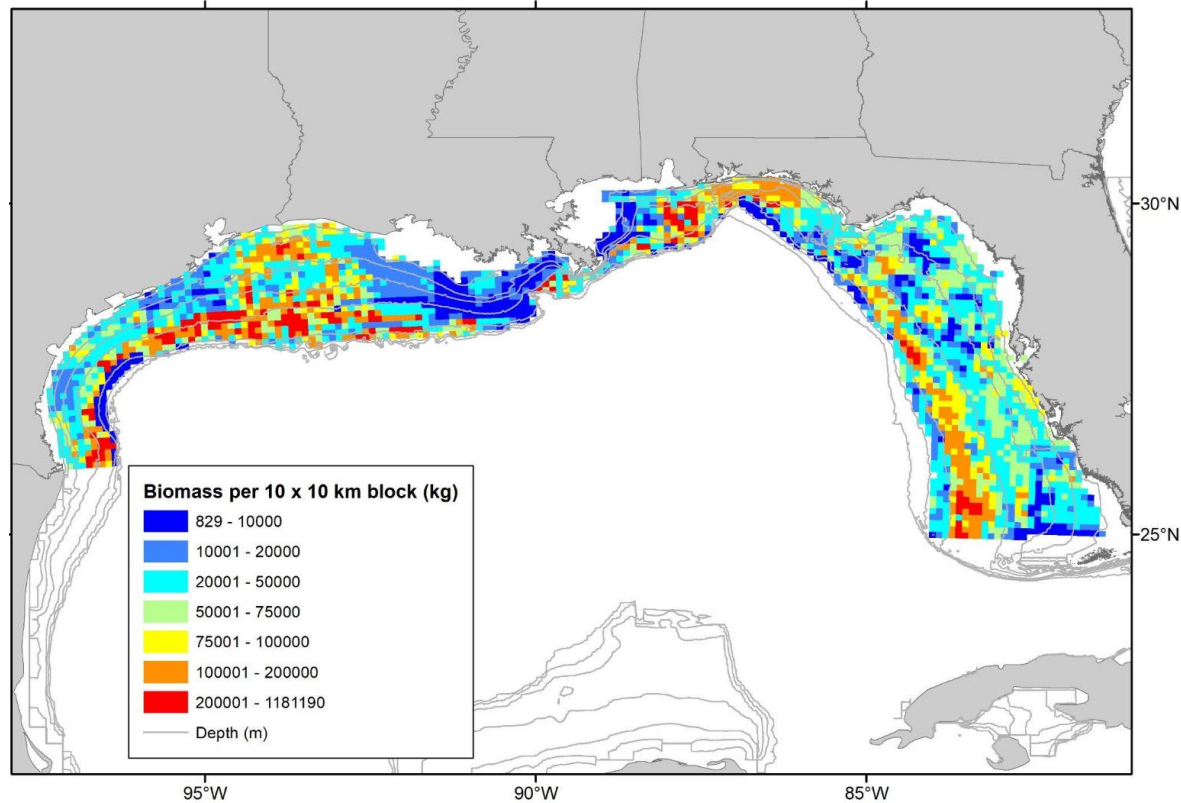 30°N
25°N
Biomass per 10 x 10 km block (kg)
829 - 10000
10001 - 20000
20001 - 50000
50001 - 75000
75001 - 100000
100001 - 200000
200001 - 1181190
Depth (m)
95°W
90°W
85°W